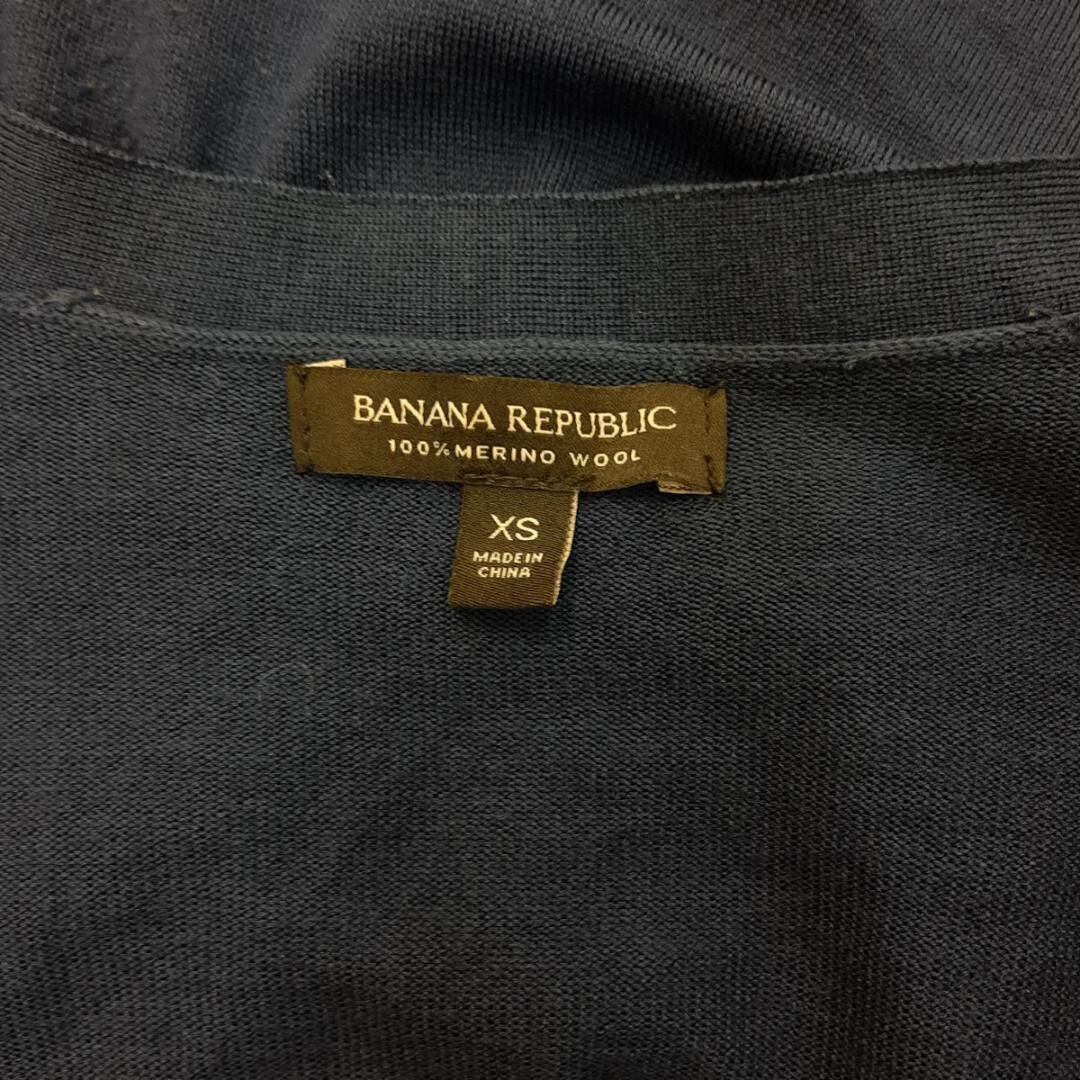 BANANA REPUBLIC
100% MERINO WOOL
XS
MADE IN
CHINA